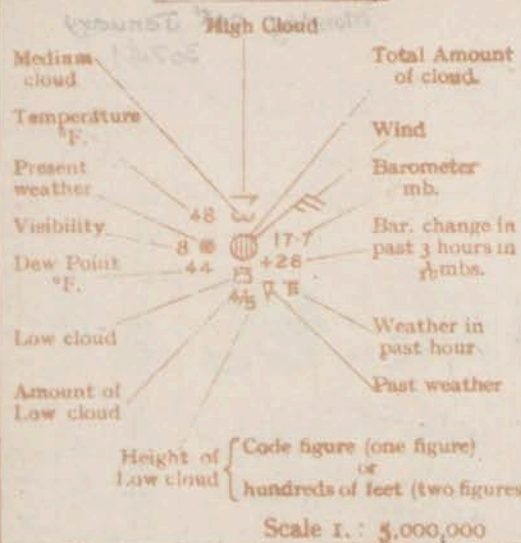 High Cloud
Medium
cloud
Total Amount
of cloud.
Temperature
°F.
Wind
Present
weather
Barometer
mb.
48
Visibility
8
17·7
Bar. change in
past 3 hours in
1/10 mbs.
Dew Point
°F.
44
+26
4/5
Low cloud
Weather in
past hour
Amount of
Low cloud
Past weather
Height of
Low cloud
Code figure (one figure)
or
hundreds of feet (two figures
Scale 1. : 5,000,000